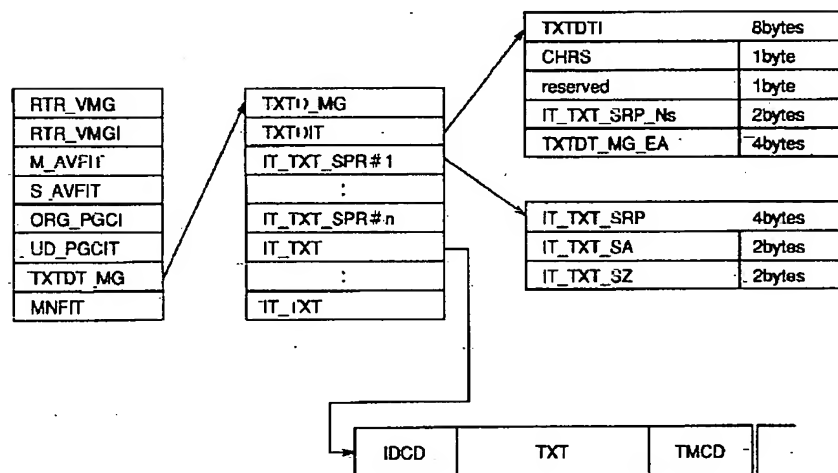 RTR_VMG
RTR_VMGI
M_AVFIT
S_AVFIT
ORG_PGCI
UD_PGCIT
TXTDT_MG
MNFIT
TXTD_MG
TXTDIT
IT_TXT_SPR#1
:
IT_TXT_SPR#n
IT_TXT
:
IT_TXT
TXTDTI 8bytes
CHRS 1byte
reserved 1byte
IT_TXT_SRP_Ns 2bytes
TXTDT_MG_EA 4bytes
IT_TXT_SRP 4bytes
IT_TXT_SA 2bytes
IT_TXT_SZ 2bytes
IDCD TXT TMCD